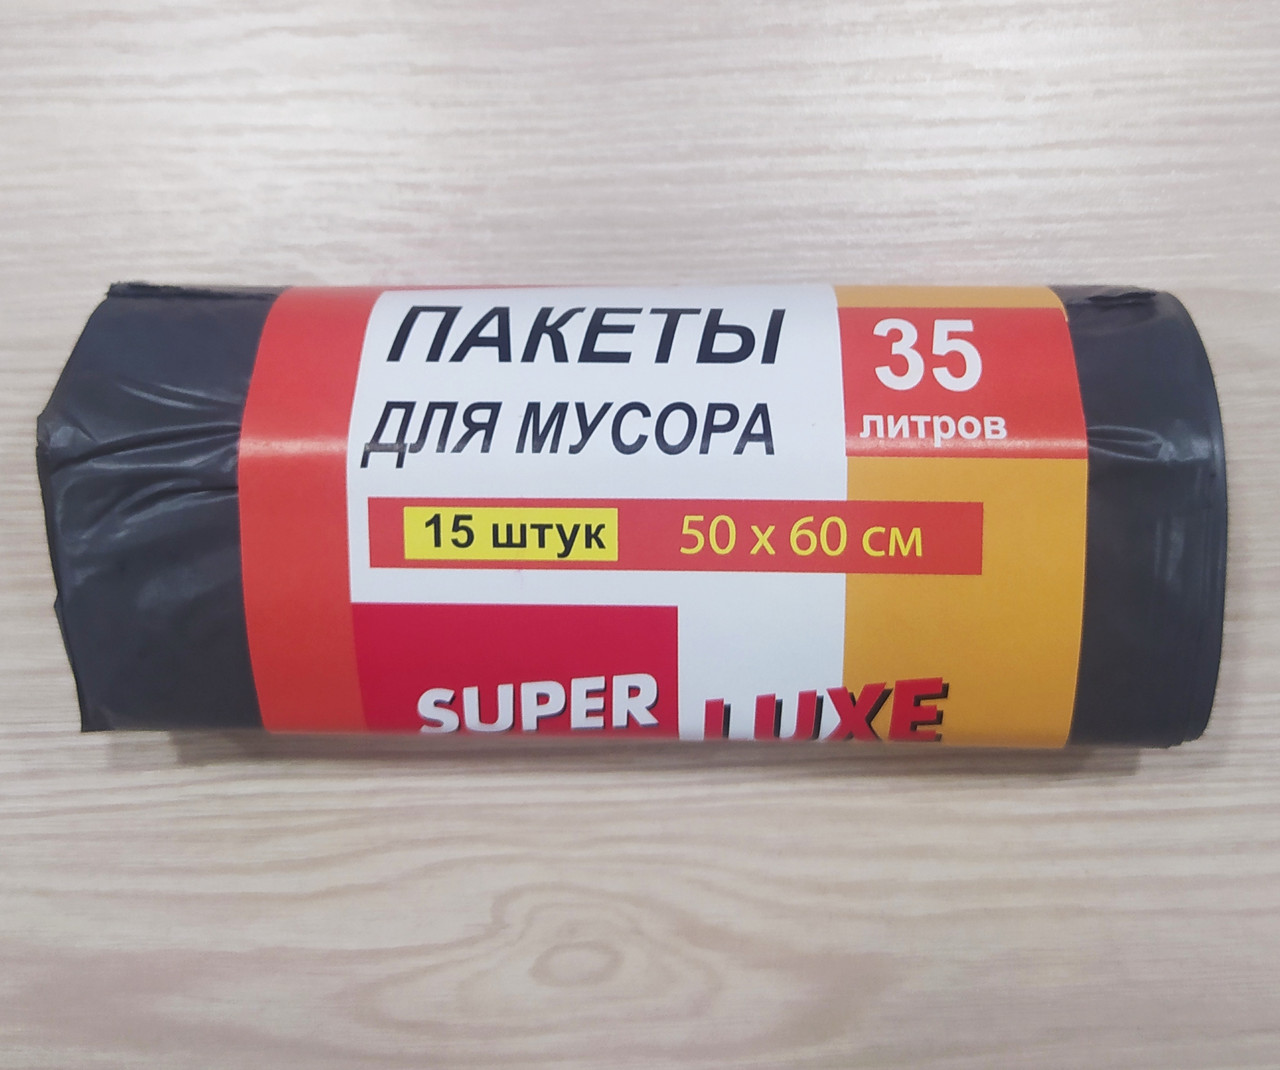 ПАКЕТЫ
ДЛЯ МУСОРА
35
литров
15 штук 50 x 60 см
SUPER LUXE